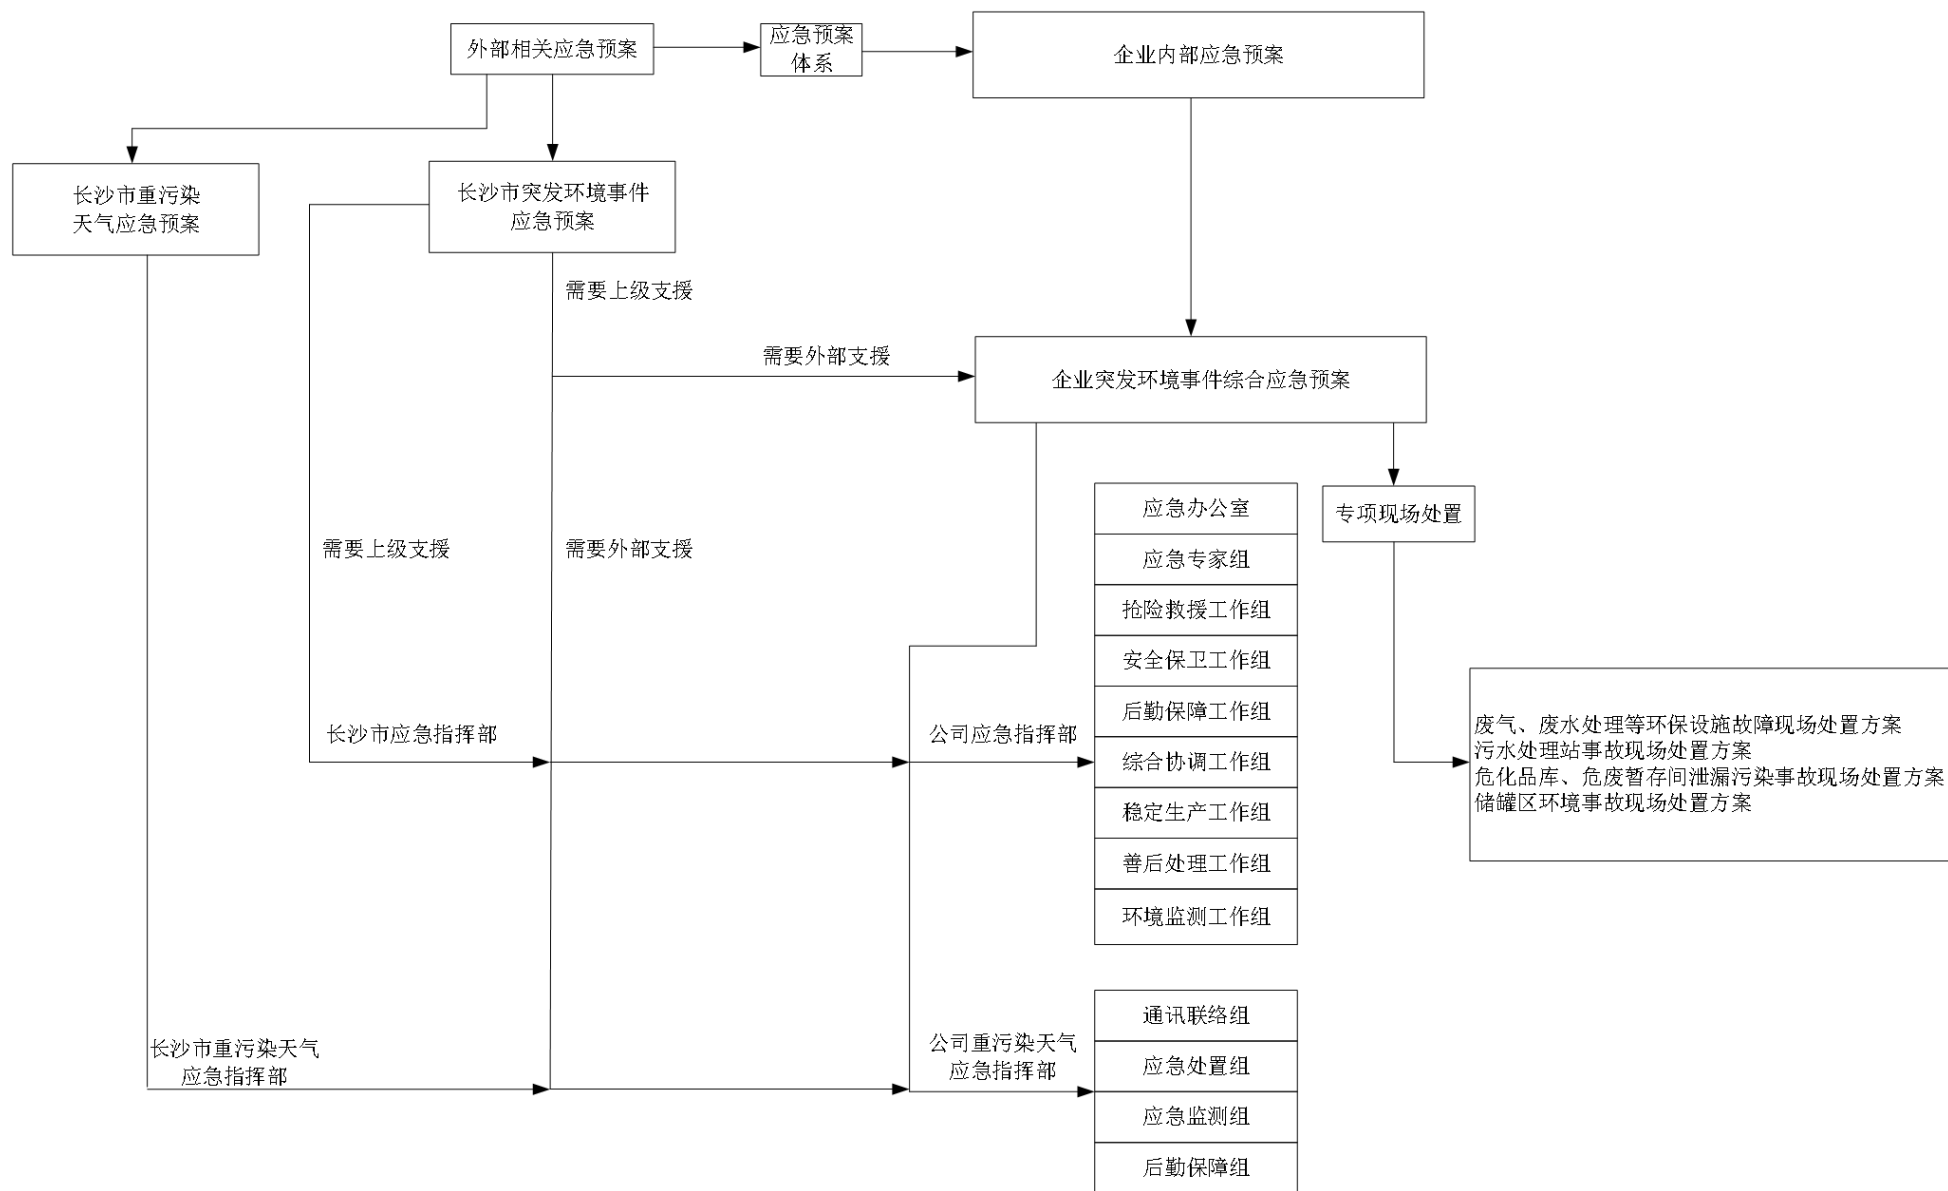 外部相关应急预案
应急预案
体系
企业内部应急预案
长沙市重污染
天气应急预案
长沙市突发环境事件
应急预案
需要上级支援
需要外部支援
企业突发环境事件综合应急预案
应急办公室
专项现场处置
需要上级支援
需要外部支援
应急专家组
抢险救援工作组
安全保卫工作组
后勤保障工作组
长沙市应急指挥部
公司应急指挥部
综合协调工作组
稳定生产工作组
善后处理工作组
环境监测工作组
废气、废水处理等环保设施故障现场处置方案
污水处理站事故现场处置方案
危化品库、危废暂存间泄漏污染事故现场处置方案
储罐区环境事故现场处置方案
长沙市重污染天气
应急指挥部
公司重污染天气
应急指挥部
通讯联络组
应急处置组
应急监测组
后勤保障组